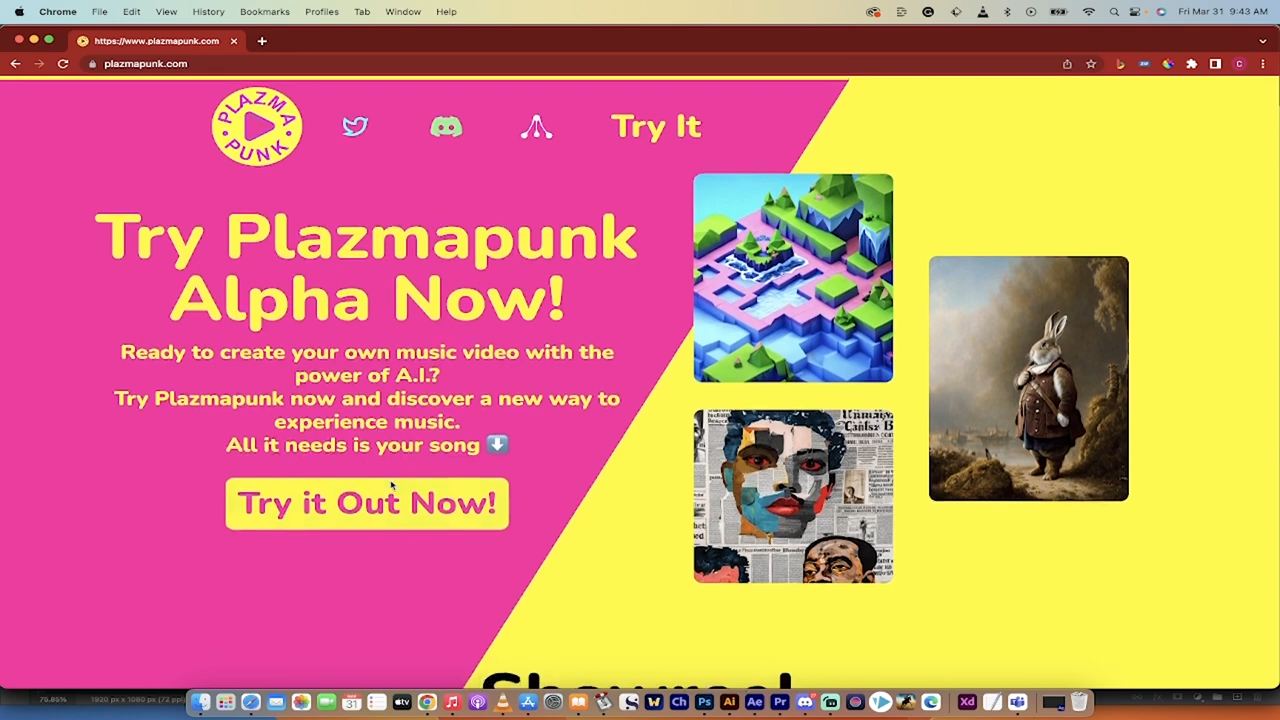 Chrome File Edit View History Bookmarks Profiles Tab Window Help Fri Mar 31 9:43 AM
https://www.plazmapunk.com
plazmapunk.com
PLAZMA PUNK
Try It
Try Plazmapunk
Alpha Now!
Ready to create your own music video with the
power of A.I.?
Try Plazmapunk now and discover a new way to
experience music.
All it needs is your song
Try it Out Now!
Showreel